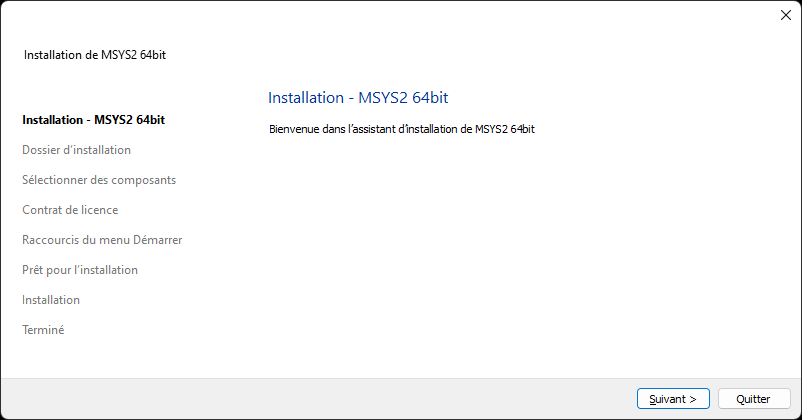 Installation de MSYS2 64bit
Installation - MSYS2 64bit
Bienvenue dans l'assistant d'installation de MSYS2 64bit
Installation - MSYS2 64bit
Dossier d'installation
Sélectionner des composants
Contrat de licence
Raccourcis du menu Démarrer
Prêt pour l'installation
Installation
Terminé
Suivant >
Quitter